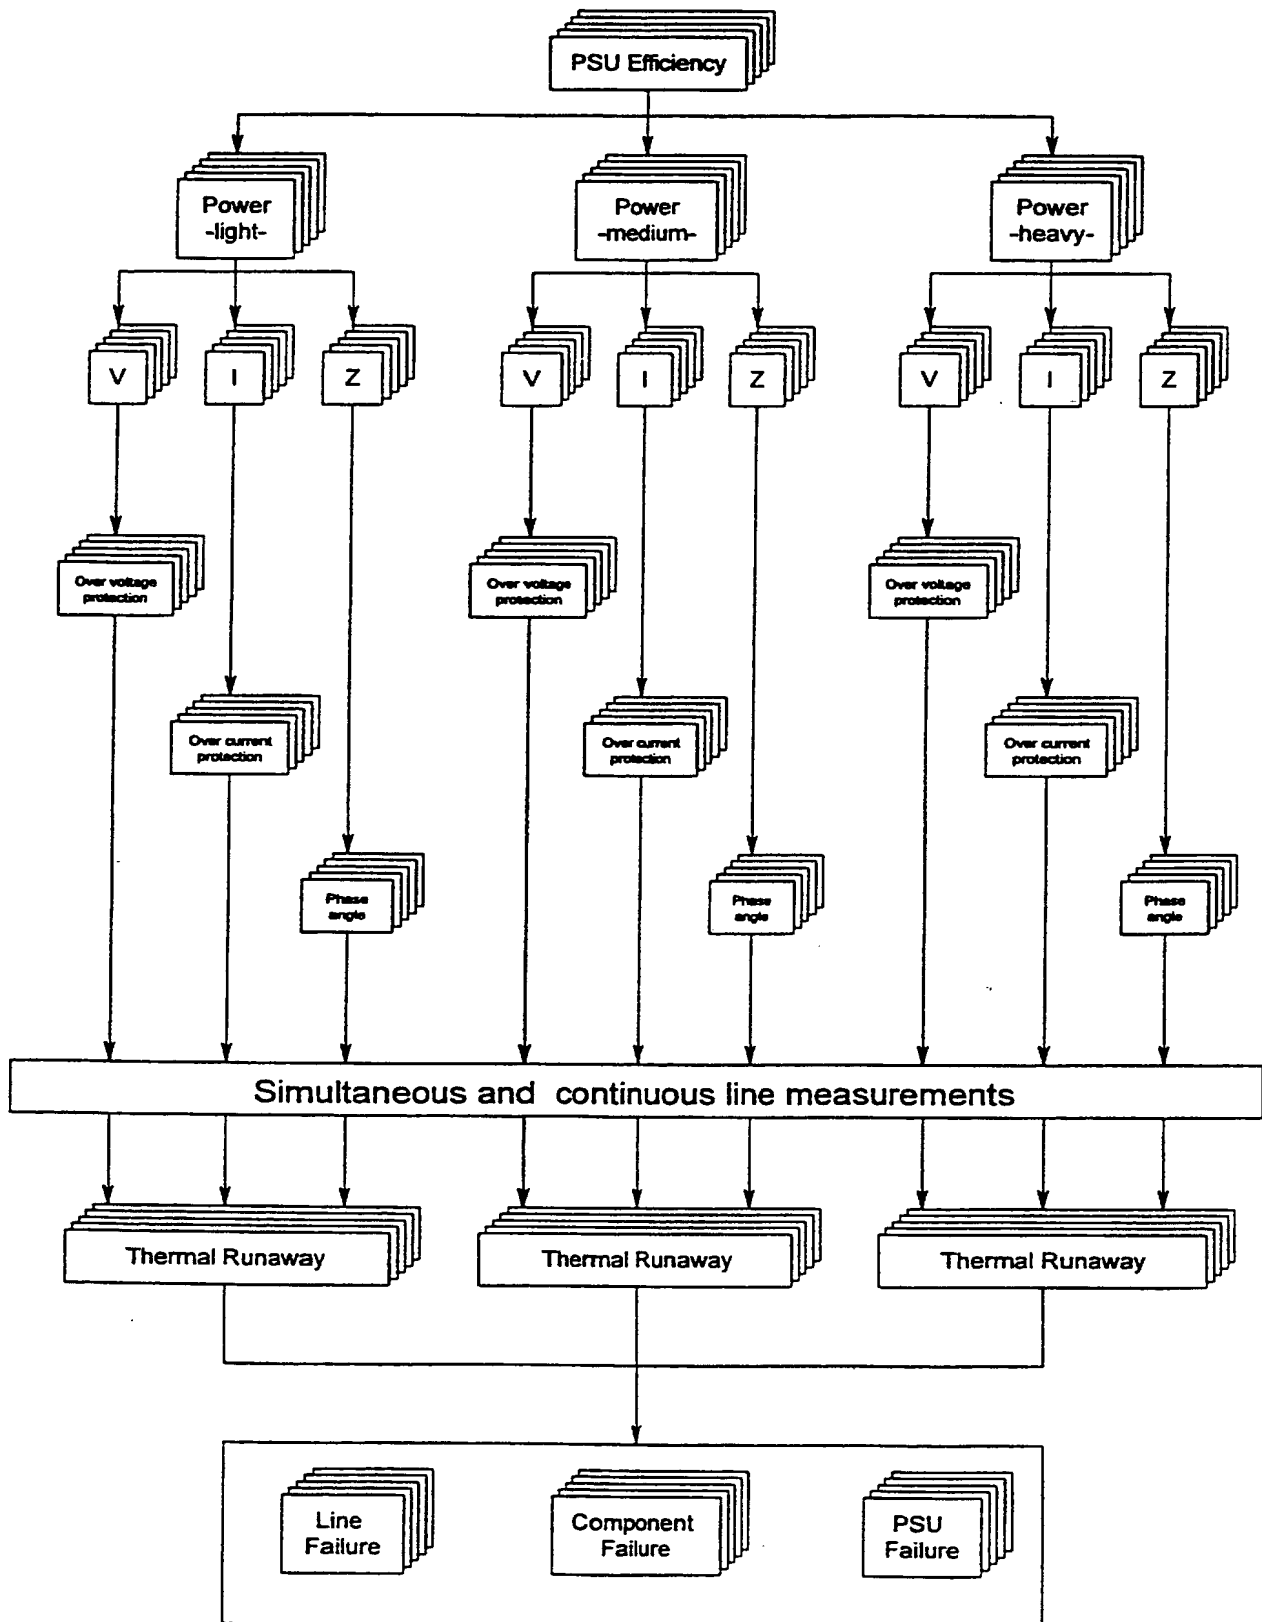 PSU Efficiency
Power
-light-
Power
-medium-
Power
-heavy-
V
I
Z
V
I
Z
V
I
Z
Over voltage
protection
Over voltage
protection
Over voltage
protection
Over current
protection
Over current
protection
Over current
protection
Phase
angle
Phase
angle
Phase
angle
Simultaneous and continuous line measurements
Thermal Runaway
Thermal Runaway
Thermal Runaway
Line
Failure
Component
Failure
PSU
Failure